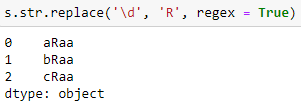 s.str.replace('\d', 'R', regex = True)
0 aRaa
1 bRaa
2 cRaa
dtype: object